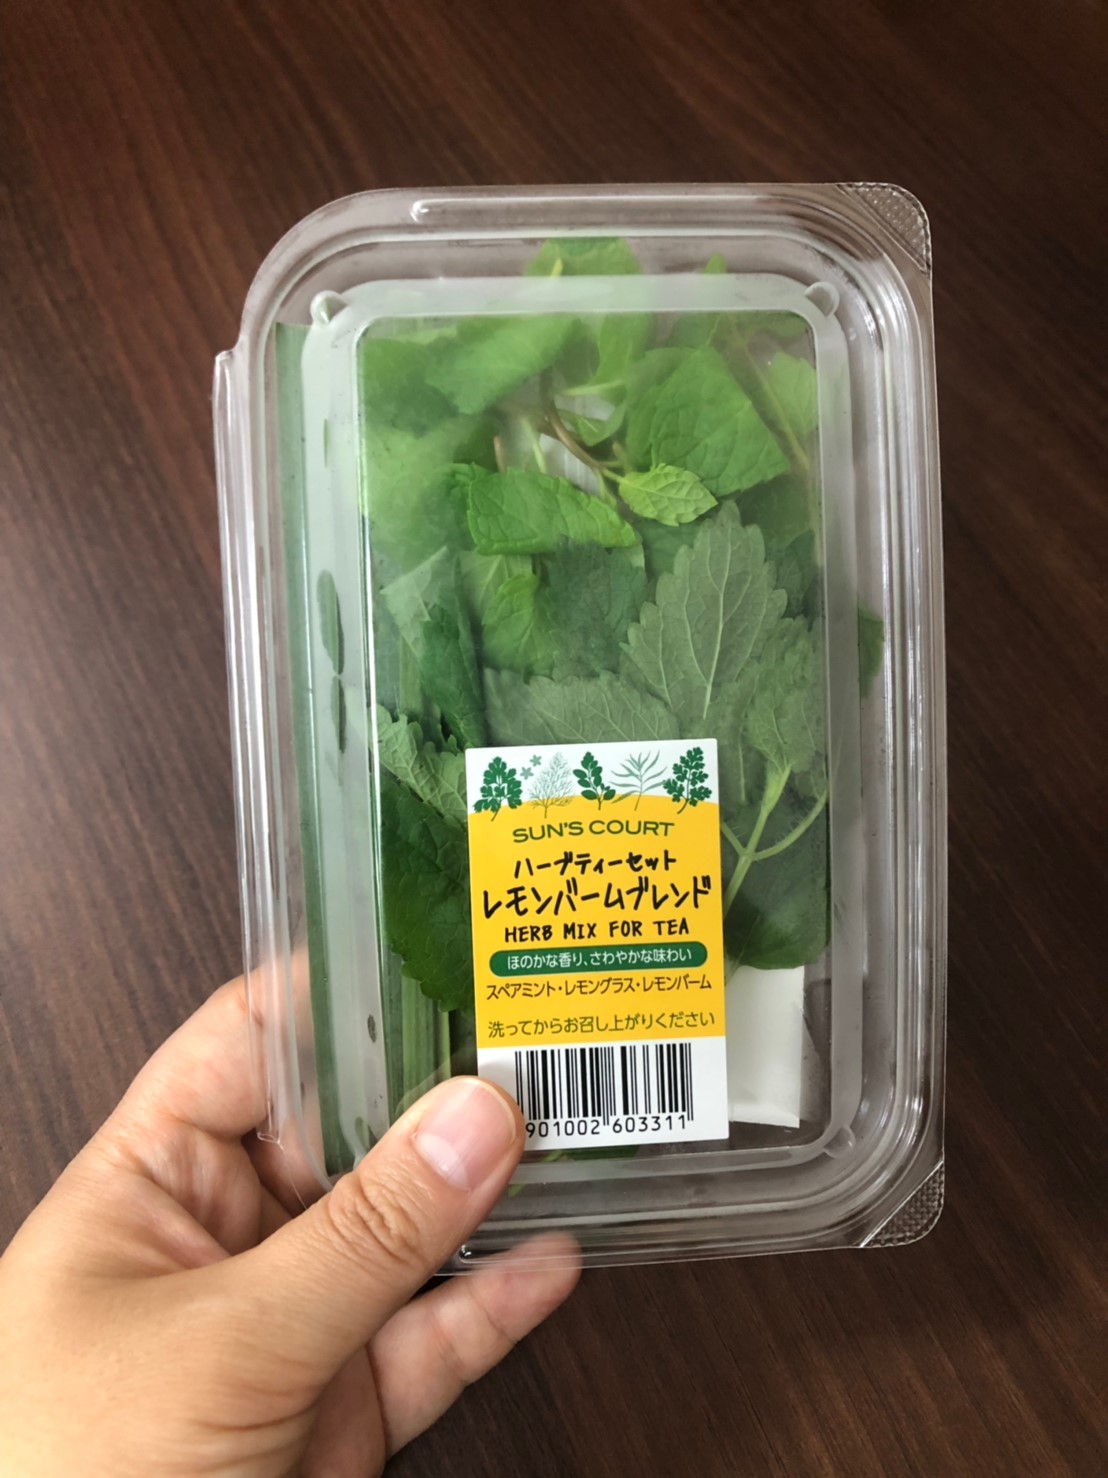 SUN'S COURT
ハーブティーセット
レモンバームブレンド
HERB MIX FOR TEA
ほのかな香り、さわやかな味わい
スペアミント・レモングラス・レモンバーム
洗ってからお召し上がりください
901002 603311